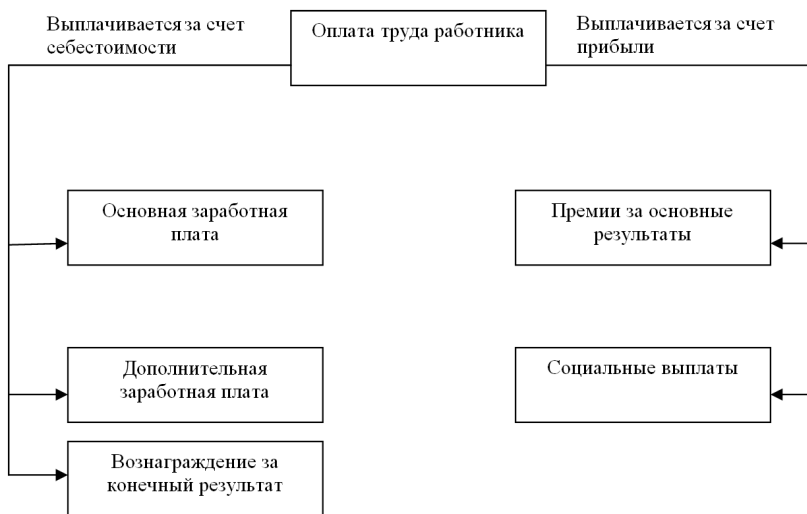 Выплачивается за счет
себестоимости
Оплата труда работника
Выплачивается за счет
прибыли
Основная заработная
плата
Премии за основные
результаты
Дополнительная
заработная плата
Социальные выплаты
Вознаграждение за
конечный результат